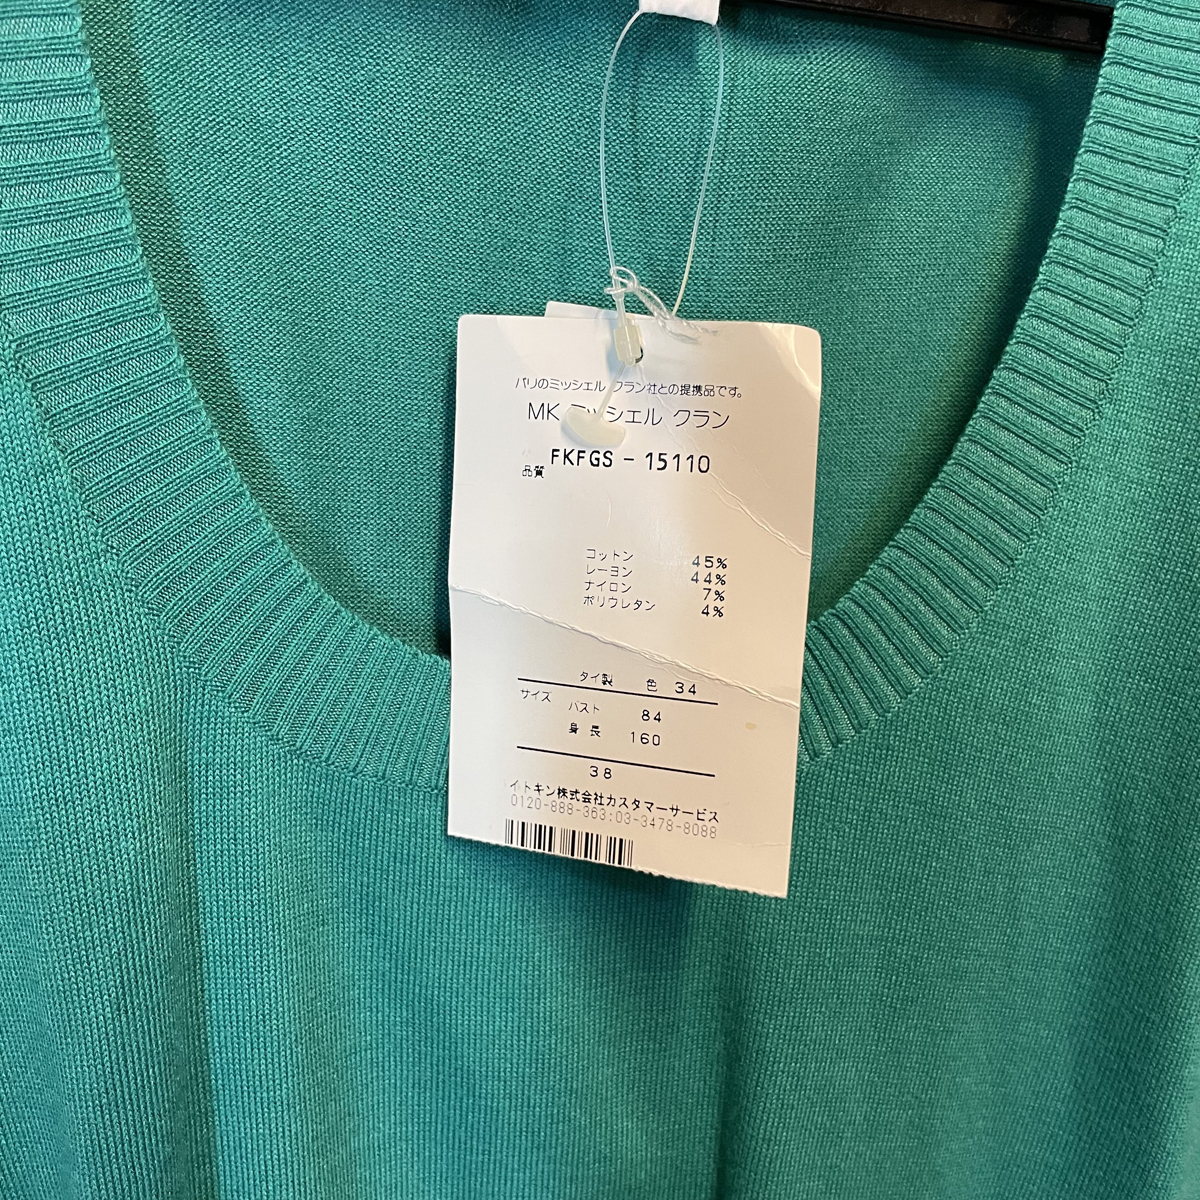 パリのミッシェル クラン社との提携品です。
MK ミッシェル クラン
FKFGS - 15110
品質
コットン 45%
レーヨン 44%
ナイロン 7%
ポリウレタン 4%
タイ製 色 34
サイズ バスト 84
身長 160
38
イトキン株式会社カスタマーサービス
0120-888-363:03-3478-8088